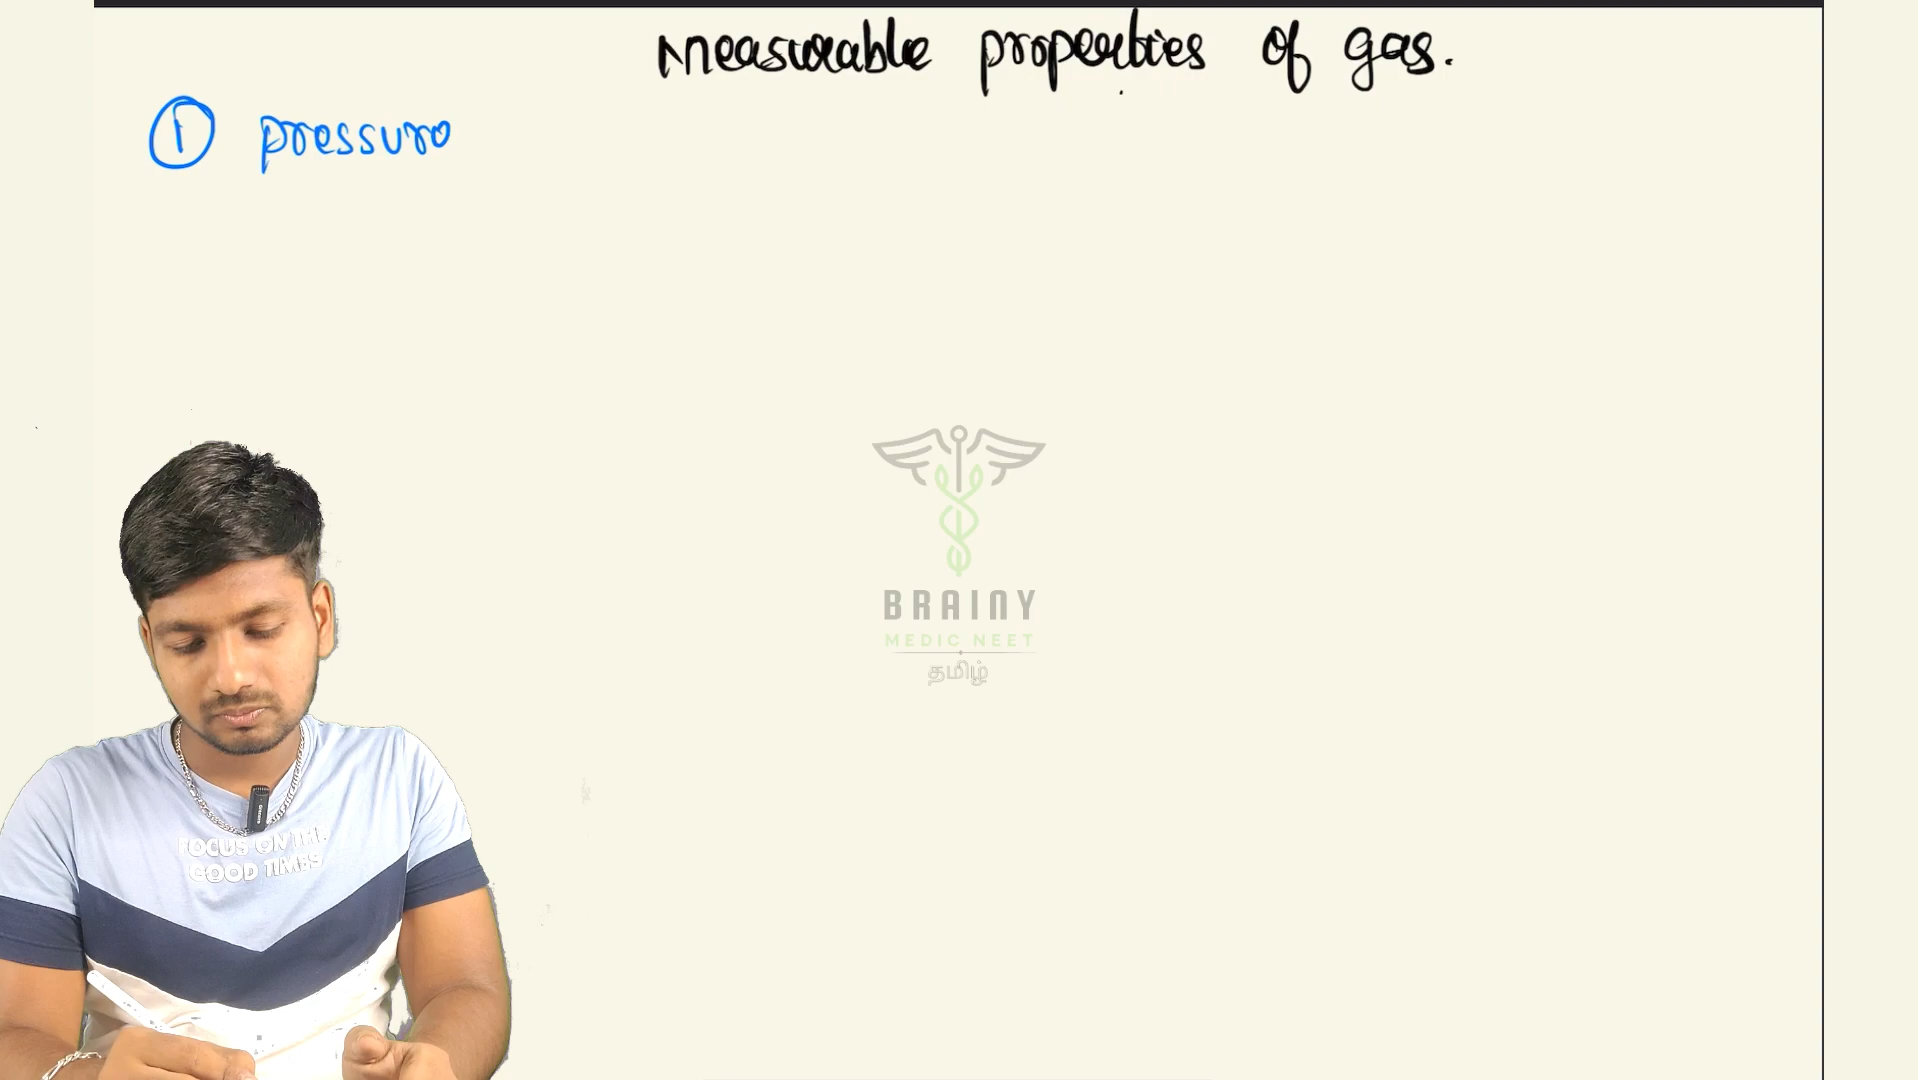 Measurable properties of gas.
① pressure
BRAINY
MEDIC NEET
தமிழ்
FOCUS ON THE
GOOD TIMES